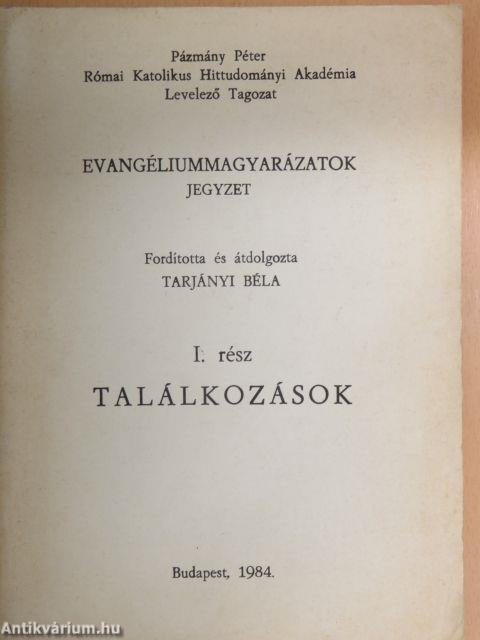 Pázmány Péter
Római Katolikus Hittudományi Akadémia
Levelező Tagozat
EVANGÉLIUMMAGYARÁZATOK
JEGYZET
Fordította és átdolgozta
TARJÁNYI BÉLA
I. rész
TALÁLKOZÁSOK
Budapest, 1984.
Antikvárium.hu